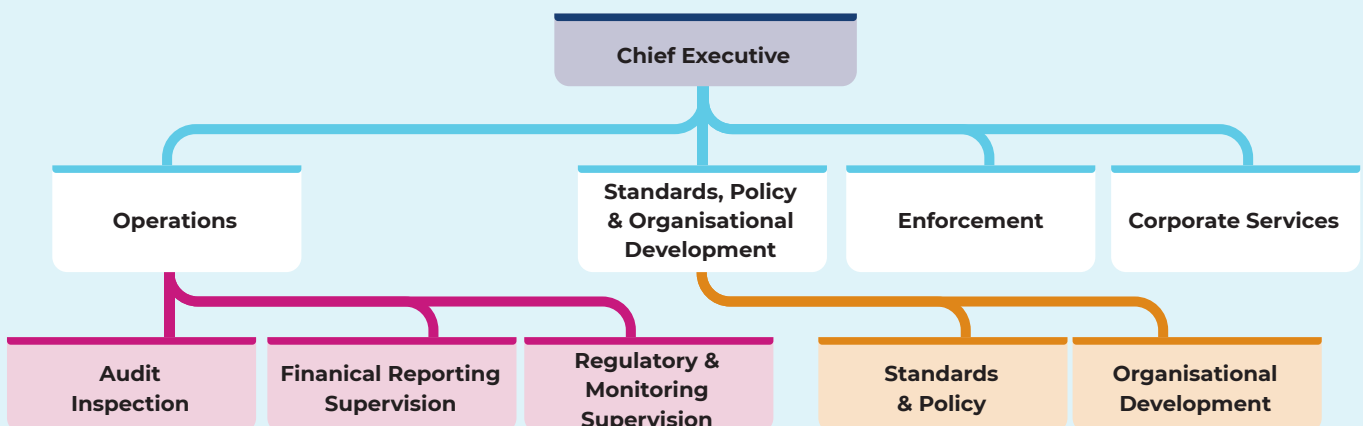 Chief Executive
Operations
Standards, Policy
& Organisational
Development
Enforcement
Corporate Services
Audit
Inspection
Finanical Reporting
Supervision
Regulatory &
Monitoring
Supervision
Standards
& Policy
Organisational
Development